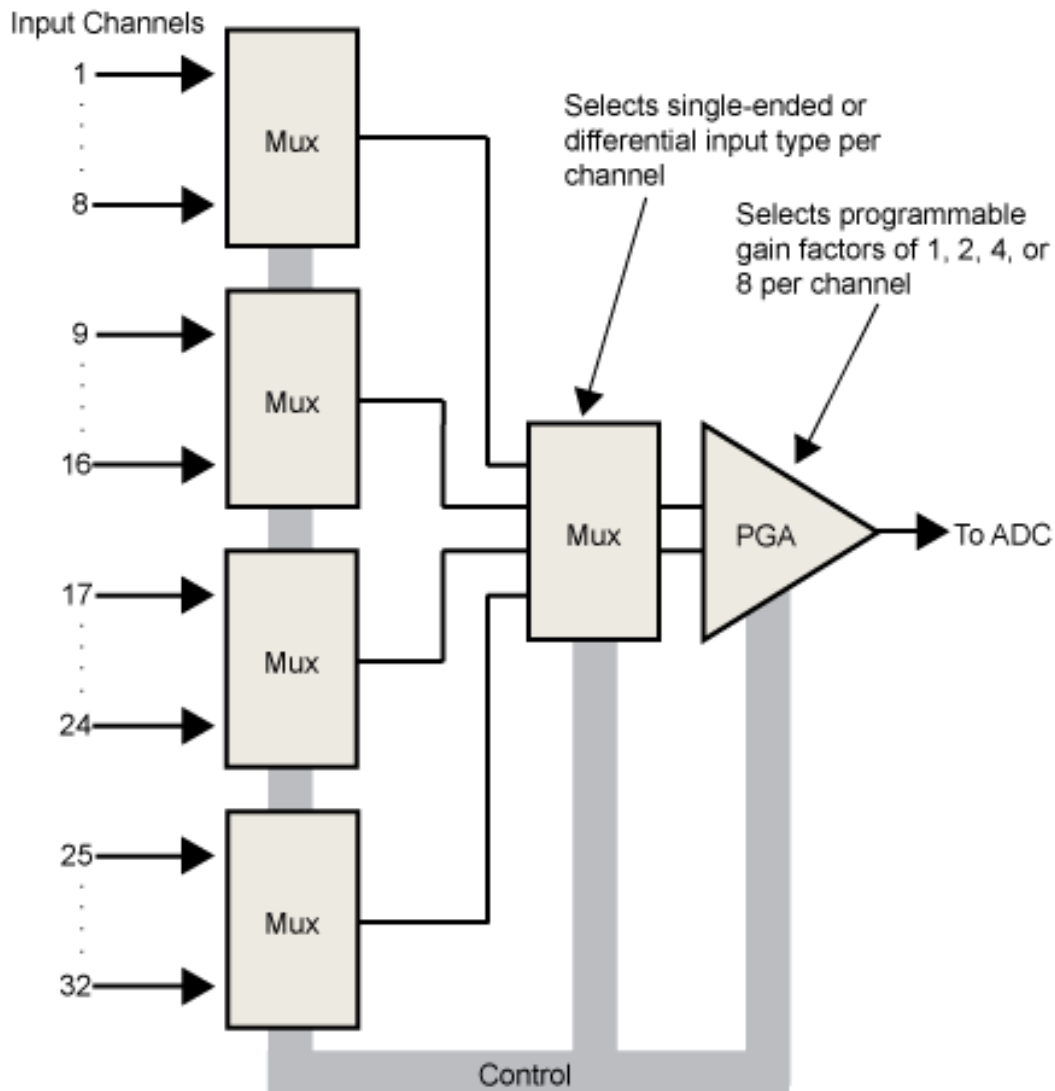 Input Channels
1
8
Mux
9
16
Mux
17
24
Mux
25
32
Mux
Selects single-ended or
differential input type per
channel
Selects programmable
gain factors of 1, 2, 4, or
8 per channel
Mux
PGA
To ADC
Control